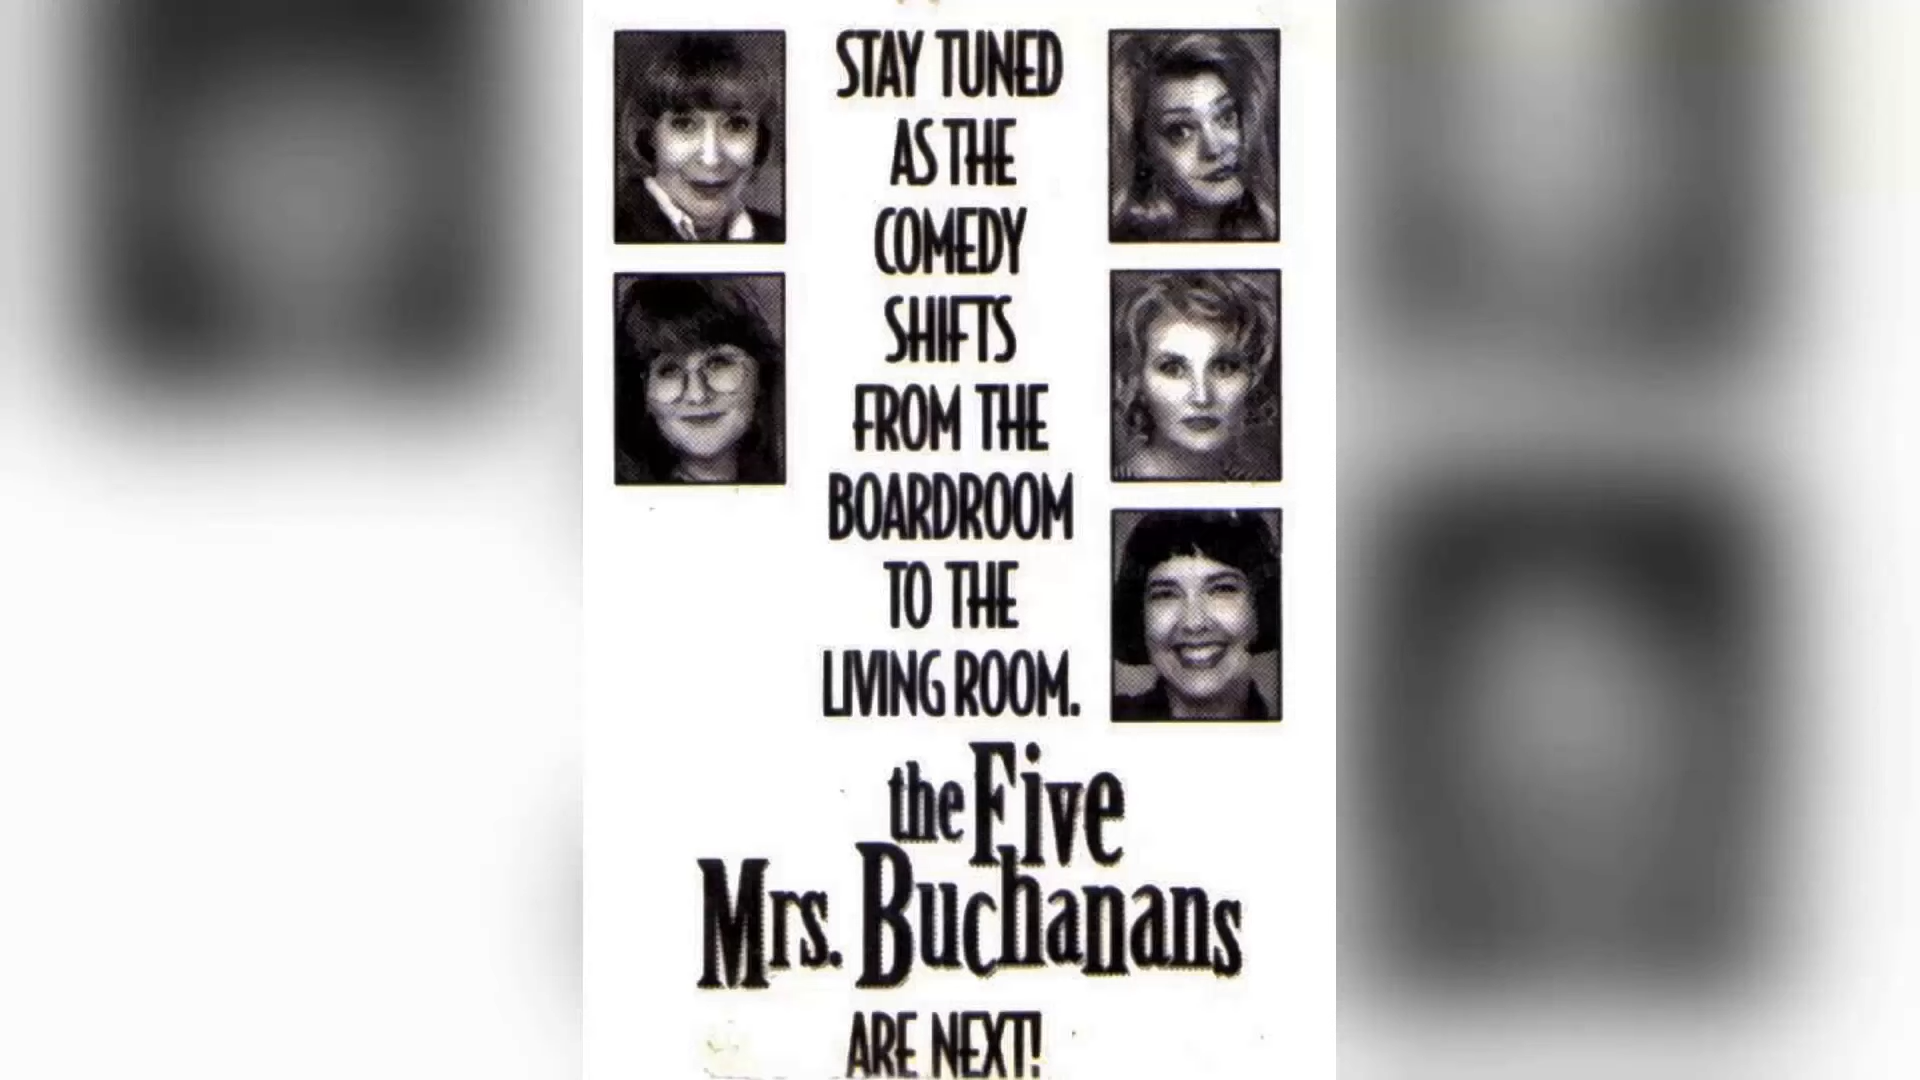 STAY TUNED
AS THE
COMEDY
SHIFTS
FROM THE
BOARDROOM
TO THE
LIVING ROOM.
the Five
Mrs. Buchanans
ARE NEXT!